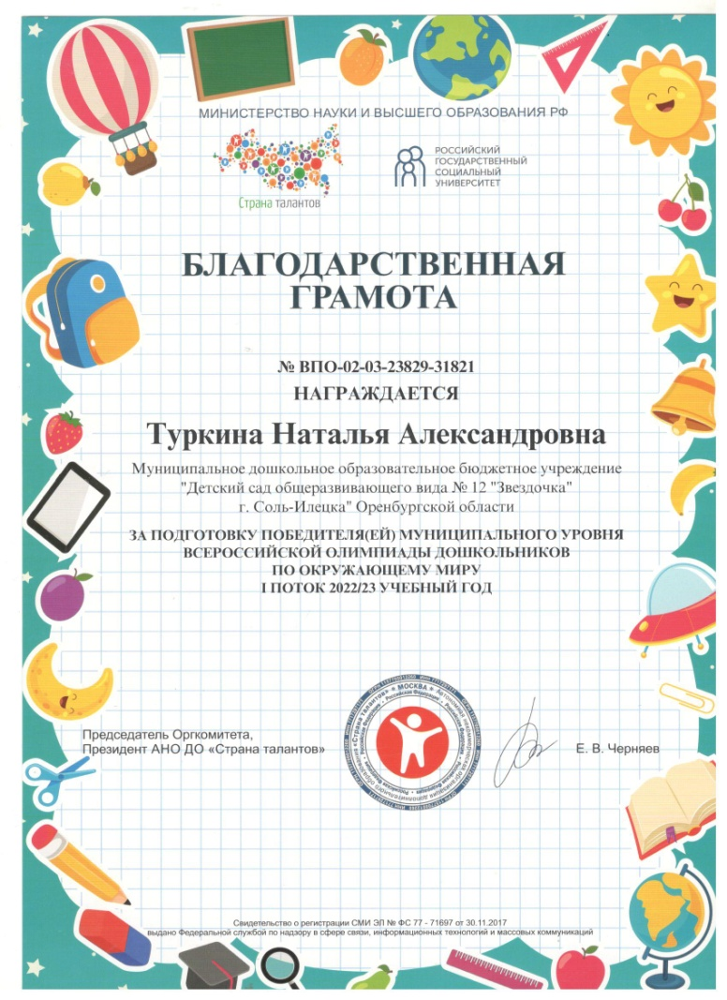 МИНИСТЕРСТВО НАУКИ И ВЫСШЕГО ОБРАЗОВАНИЯ РФ
Страна талантов
РОССИЙСКИЙ
ГОСУДАРСТВЕННЫЙ
СОЦИАЛЬНЫЙ
УНИВЕРСИТЕТ
БЛАГОДАРСТВЕННАЯ
ГРАМОТА
№ ВПО-02-03-23829-31821
НАГРАЖДАЕТСЯ
Туркина Наталья Александровна
Муниципальное дошкольное образовательное бюджетное учреждение
"Детский сад общеразвивающего вида № 12 "Звездочка"
г. Соль-Илецка" Оренбургской области
ЗА ПОДГОТОВКУ ПОБЕДИТЕЛЯ(ЕЙ) МУНИЦИПАЛЬНОГО УРОВНЯ
ВСЕРОССИЙСКОЙ ОЛИМПИАДЫ ДОШКОЛЬНИКОВ
ПО ОКРУЖАЮЩЕМУ МИРУ
I ПОТОК 2022/23 УЧЕБНЫЙ ГОД
Председатель Оргкомитета,
Президент АНО ДО «Страна талантов»
МОСКВА
«Страна талантов»
Российская Федерация
Е. В. Черняев
Свидетельство о регистрации СМИ ЭЛ № ФС 77 - 71697 от 30.11.2017
выдано Федеральной службой по надзору в сфере связи, информационных технологий и массовых коммуникаций